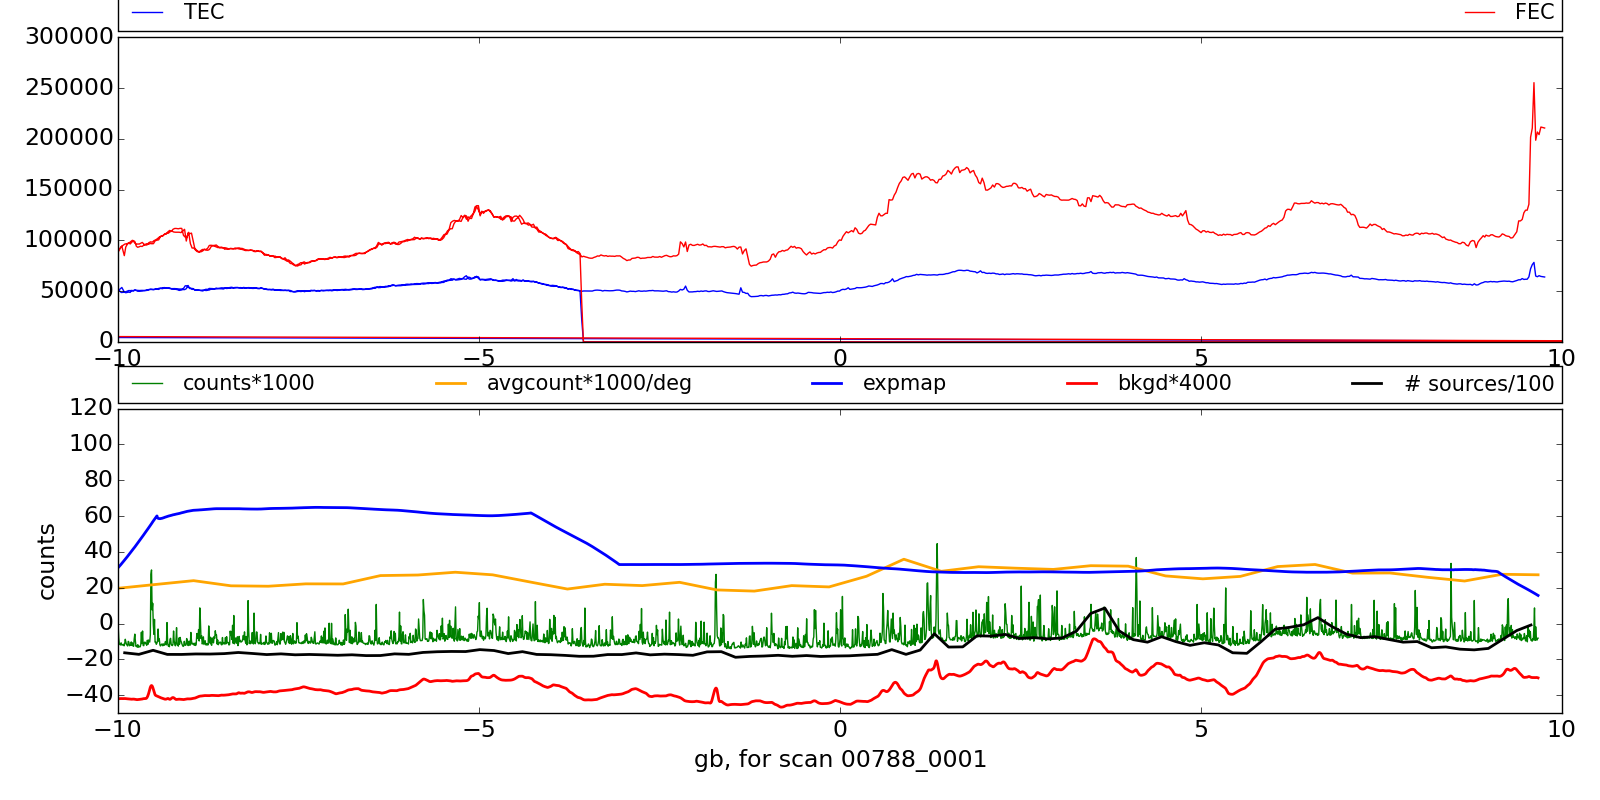 TEC FEC
300000
250000
200000
150000
100000
50000
0
−10 −5 0 5 10
counts*1000 avgcount*1000/deg expmap bkgd*4000 # sources/100
120
100
80
60
40
20
0
−20
−40
counts
−10 −5 0 5 10
gb, for scan 00788_0001